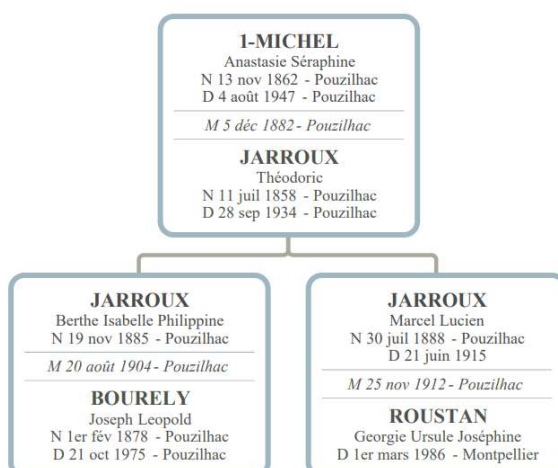 1-MICHEL
Anastasie Séraphine
N 13 nov 1862 - Pouzilhac
D 4 août 1947 - Pouzilhac
M 5 déc 1882 - Pouzilhac
JARROUX
Théodoric
N 11 juil 1858 - Pouzilhac
D 28 sep 1934 - Pouzilhac
JARROUX
Berthe Isabelle Philippine
N 19 nov 1885 - Pouzilhac
M 20 août 1904 - Pouzilhac
BOURELY
Joseph Leopold
N 1er fév 1878 - Pouzilhac
D 21 oct 1975 - Pouzilhac
JARROUX
Marcel Lucien
N 30 juil 1888 - Pouzilhac
D 21 juin 1915
M 25 nov 1912 - Pouzilhac
ROUSTAN
Georgie Ursule Joséphine
D 1er mars 1986 - Montpellier